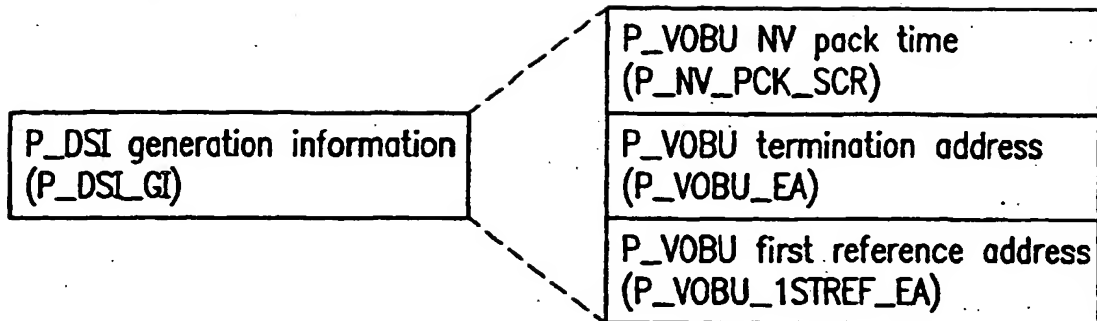 P_DSI generation information
(P_DSI_GI)
P_VOBU NV pack time
(P_NV_PCK_SCR)
P_VOBU termination address
(P_VOBU_EA)
P_VOBU first reference address
(P_VOBU_1STREF_EA)